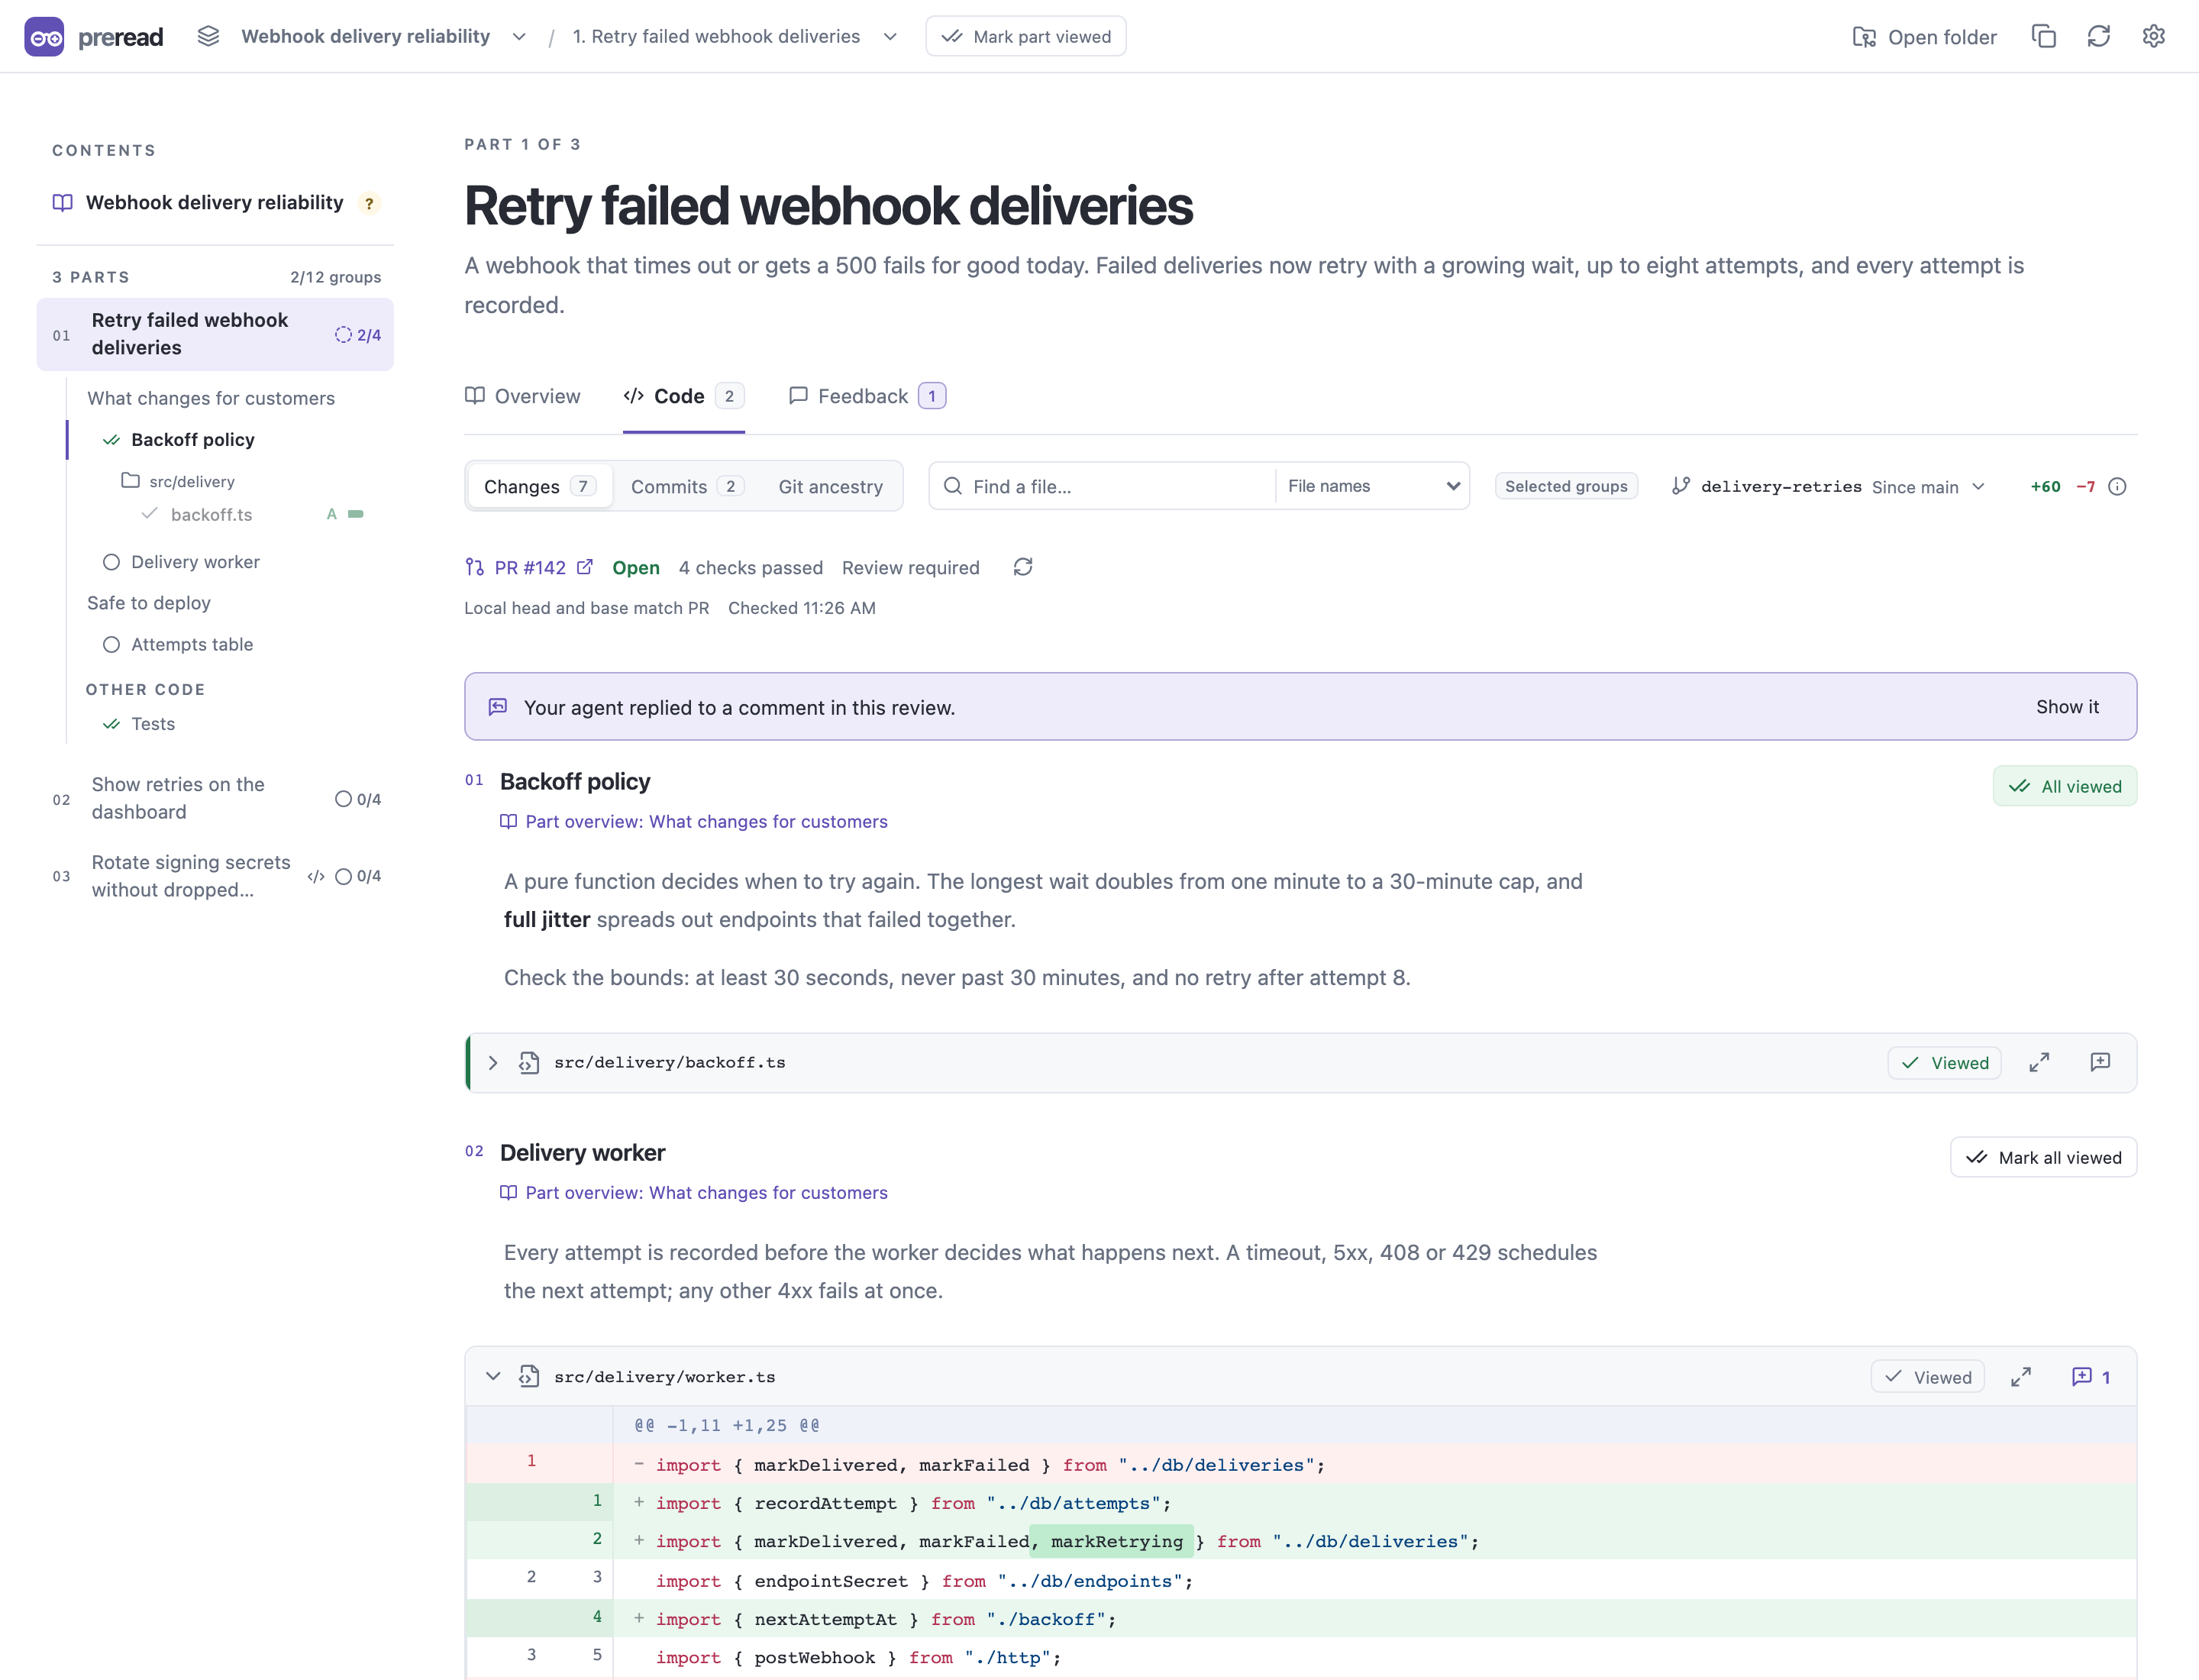 preread
Webhook delivery reliability / 1. Retry failed webhook deliveries
Mark part viewed
Open folder
CONTENTS
Webhook delivery reliability ?
3 PARTS 2/12 groups
01 Retry failed webhook deliveries 2/4
What changes for customers
Backoff policy
src/delivery
backoff.ts A
Delivery worker
Safe to deploy
Attempts table
OTHER CODE
Tests
02 Show retries on the dashboard 0/4
03 Rotate signing secrets without dropped... </> 0/4
PART 1 OF 3
Retry failed webhook deliveries
A webhook that times out or gets a 500 fails for good today. Failed deliveries now retry with a growing wait, up to eight attempts, and every attempt is
recorded.
Overview </> Code 2 Feedback 1
Changes 7 Commits 2 Git ancestry Find a file... File names Selected groups delivery-retries Since main +60 −7
PR #142 Open 4 checks passed Review required
Local head and base match PR Checked 11:26 AM
Your agent replied to a comment in this review. Show it
01 Backoff policy All viewed
Part overview: What changes for customers
A pure function decides when to try again. The longest wait doubles from one minute to a 30-minute cap, and
full jitter spreads out endpoints that failed together.
Check the bounds: at least 30 seconds, never past 30 minutes, and no retry after attempt 8.
src/delivery/backoff.ts Viewed
02 Delivery worker Mark all viewed
Part overview: What changes for customers
Every attempt is recorded before the worker decides what happens next. A timeout, 5xx, 408 or 429 schedules
the next attempt; any other 4xx fails at once.
src/delivery/worker.ts Viewed 1
@@ -1,11 +1,25 @@
1 - import { markDelivered, markFailed } from "../db/deliveries";
1 + import { recordAttempt } from "../db/attempts";
2 + import { markDelivered, markFailed, markRetrying } from "../db/deliveries";
2 3 import { endpointSecret } from "../db/endpoints";
4 + import { nextAttemptAt } from "./backoff";
3 5 import { postWebhook } from "./http";